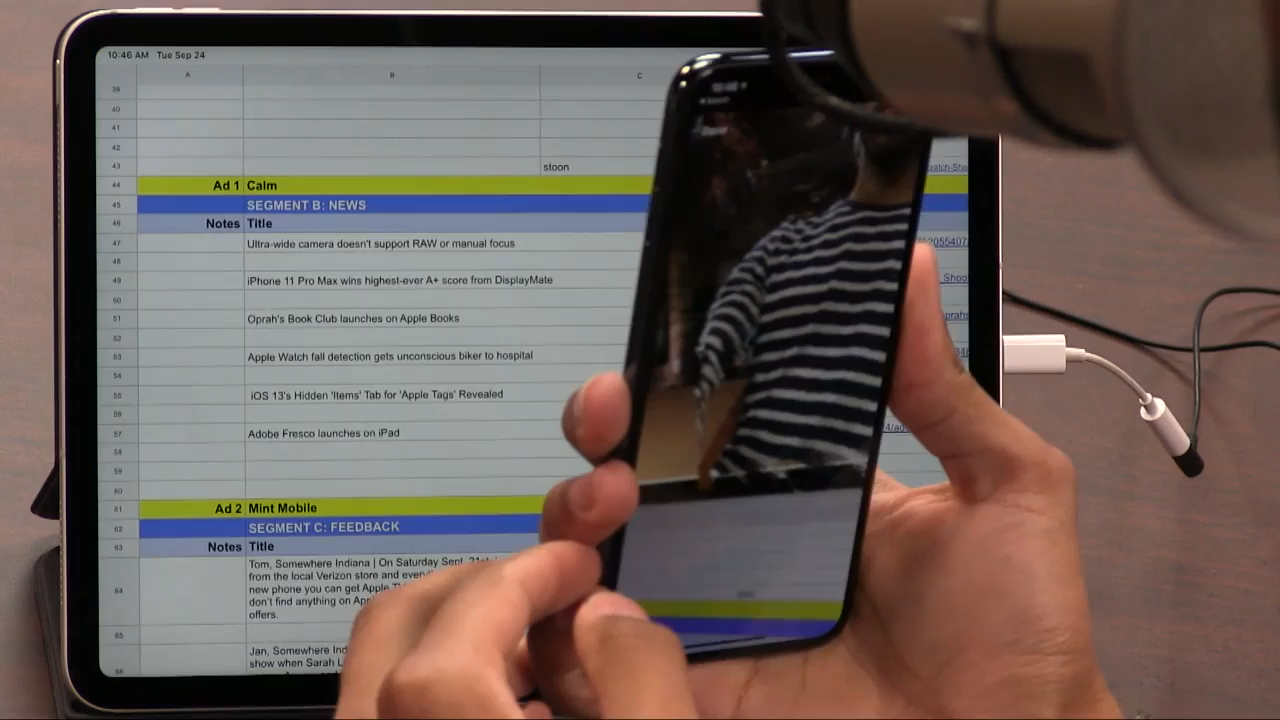 10:46 AM Tue Sep 24
A B C
39
40
41
42
43 stoon
44 Ad 1 Calm
45 SEGMENT B: NEWS
46 Notes Title
47 Ultra-wide camera doesn't support RAW or manual focus
48
49 iPhone 11 Pro Max wins highest-ever A+ score from DisplayMate
50
51 Oprah's Book Club launches on Apple Books
52
53 Apple Watch fall detection gets unconscious biker to hospital
54
55 iOS 13's Hidden 'Items' Tab for 'Apple Tags' Revealed
56
57 Adobe Fresco launches on iPad
58
59
60
61 Ad 2 Mint Mobile
62 SEGMENT C: FEEDBACK
63 Notes Title
Tom, Somewhere Indiana | On Saturday Sept.
from the local Verizon store and
64 new phone you can get Apple
don't find anything on
offers.
65
Jan, Somewhere
66 show when Sarah